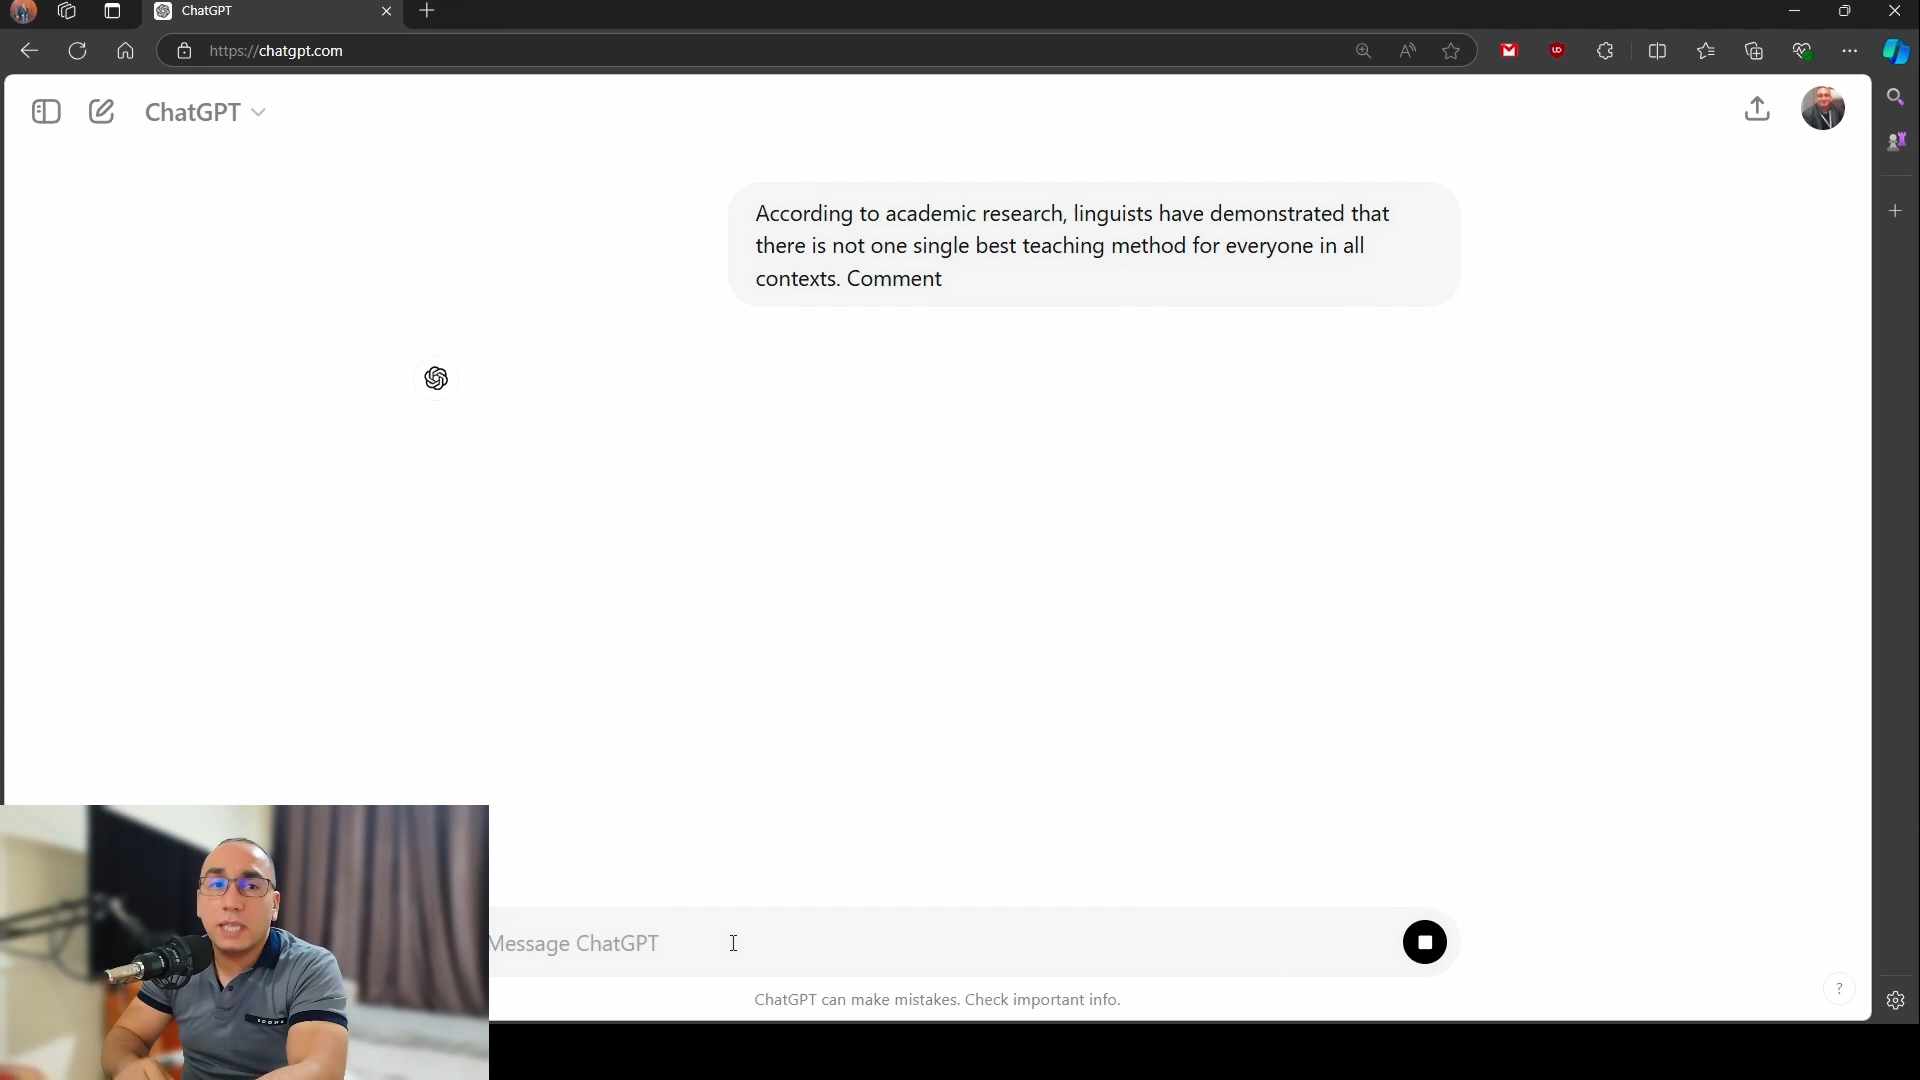 ChatGPT
https://chatgpt.com
ChatGPT
According to academic research, linguists have demonstrated that
there is not one single best teaching method for everyone in all
contexts. Comment
Message ChatGPT
ChatGPT can make mistakes. Check important info.
?